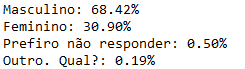 Masculino: 68.42%
Feminino: 30.90%
Prefiro não responder: 0.50%
Outro. Qual?: 0.19%